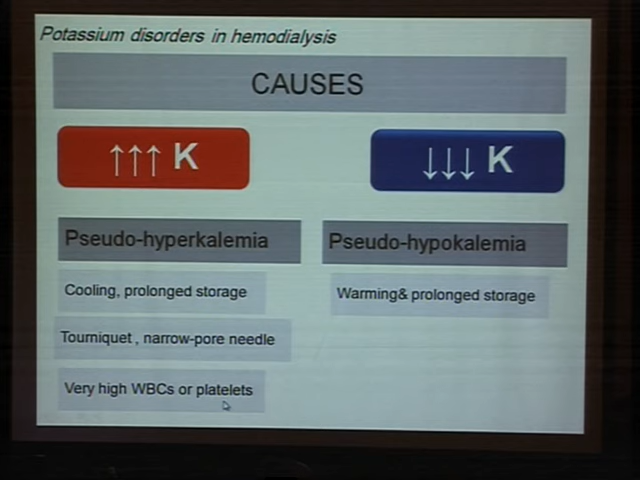 Potassium disorders in hemodialysis
CAUSES
↑↑↑ K
↓↓↓ K
Pseudo-hyperkalemia
Pseudo-hypokalemia
Cooling, prolonged storage
Warming& prolonged storage
Tourniquet , narrow-pore needle
Very high WBCs or platelets